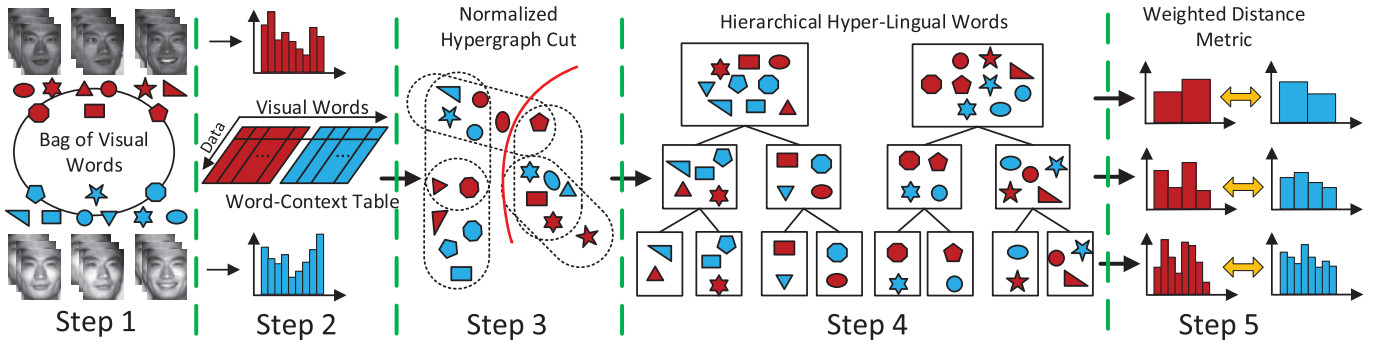 Bag of Visual
Words
Step 1
Visual Words
Data
...
...
Word-Context Table
Step 2
Normalized
Hypergraph Cut
Step 3
Hierarchical Hyper-Lingual Words
Step 4
Weighted Distance
Metric
Step 5